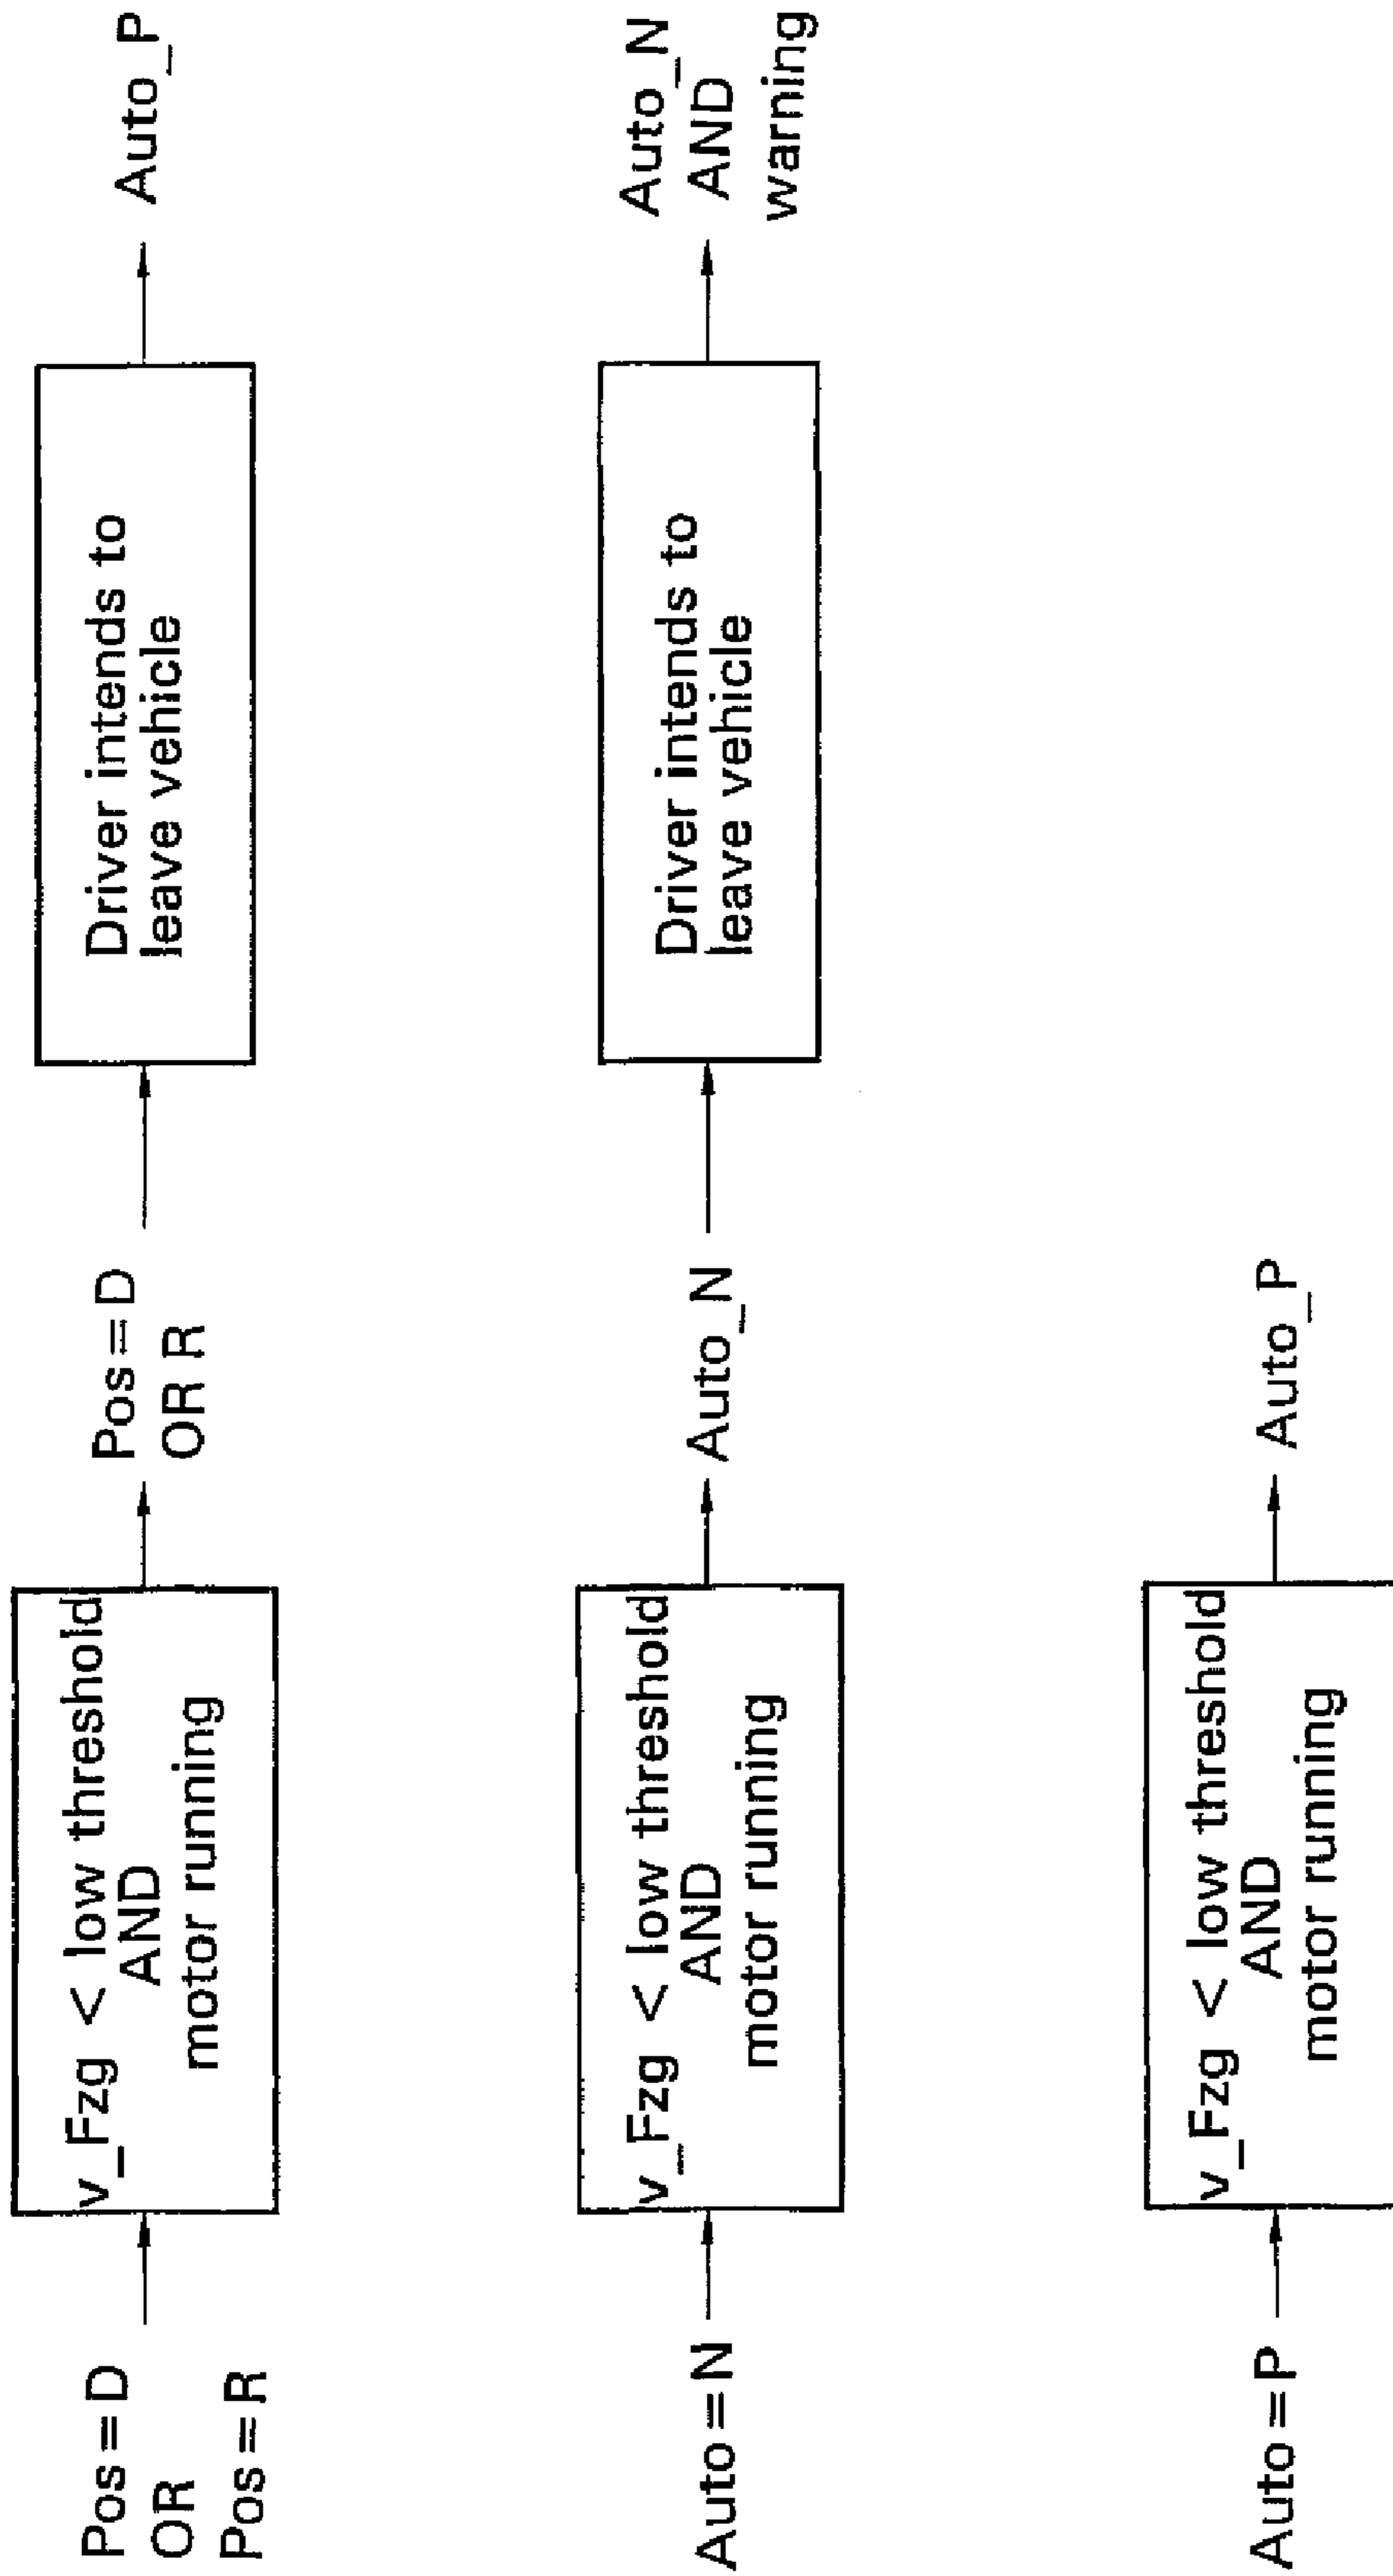 Pos=D
OR
Pos=R
v_Fzg < low threshold
AND
motor running
Pos=D
OR R
Driver intends to
leave vehicle
Auto_P
Auto=N
v_Fzg < low threshold
AND
motor running
Auto_N
Driver intends to
leave vehicle
Auto_N
AND
warning
Auto=P
v_Fzg < low threshold
AND
motor running
Auto_P